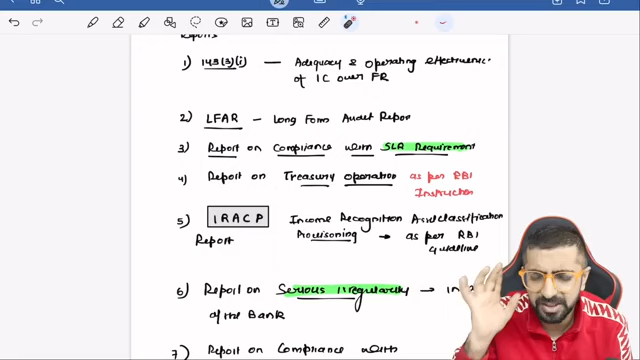 Reports
1) 143(3)(i) — Adequacy & operating effectivenes
of IC over FR
2) LFAR - Long Form Audit Report
3) Report on Compliance with SLR Requirement
4) Report on Treasury operation as per RBI
Instruction
5) IRACP Income Recognition Asset classification
Report Provisioning → as per RBI
Guideline
6) Report on Serious Irregularity →
of the Bank
7) Report on Compliance with